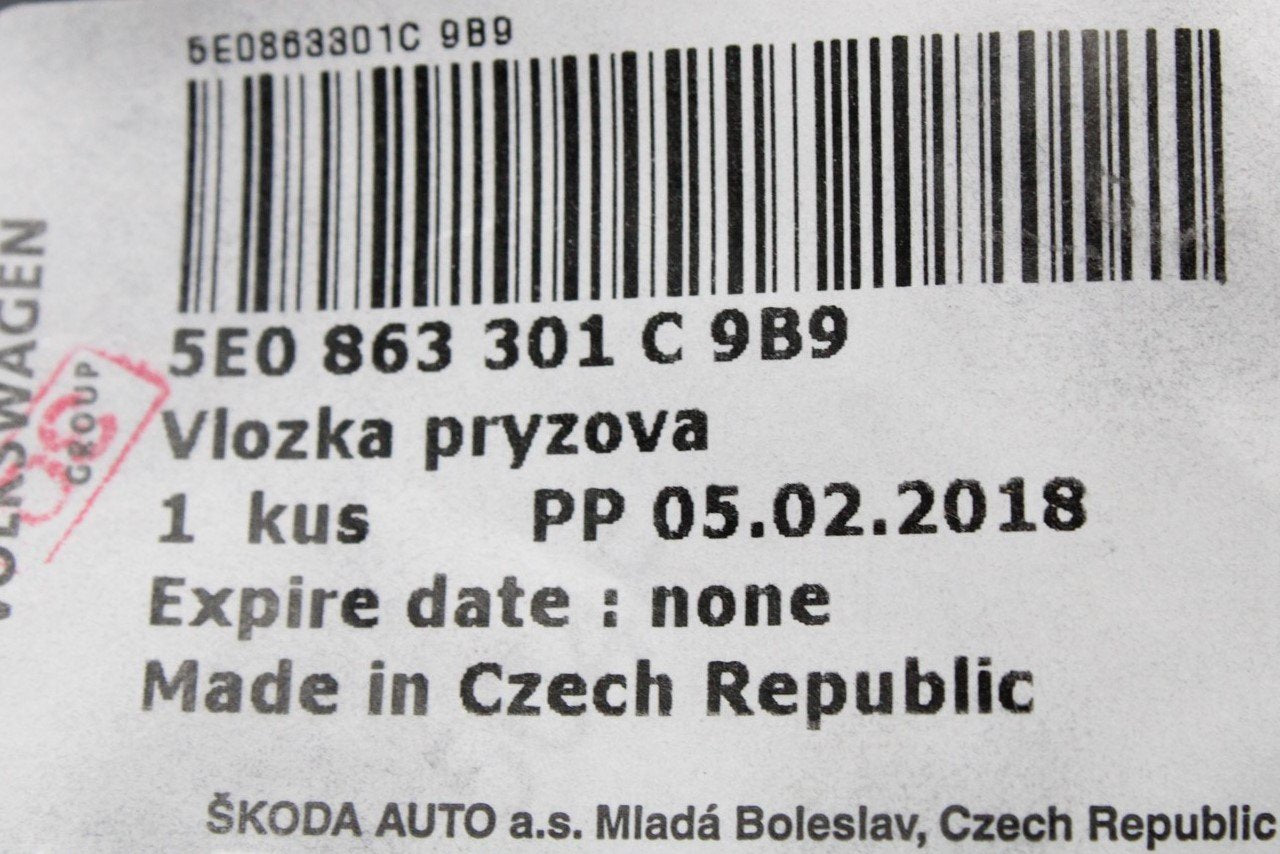 5E0863301C 9B9
5E0 863 301 C 9B9
Vlozka pryzova
1 kus PP 05.02.2018
Expire date : none
Made in Czech Republic
ŠKODA AUTO a.s. Mladá Boleslav, Czech Republic
VOLKSWAGEN
GROUP